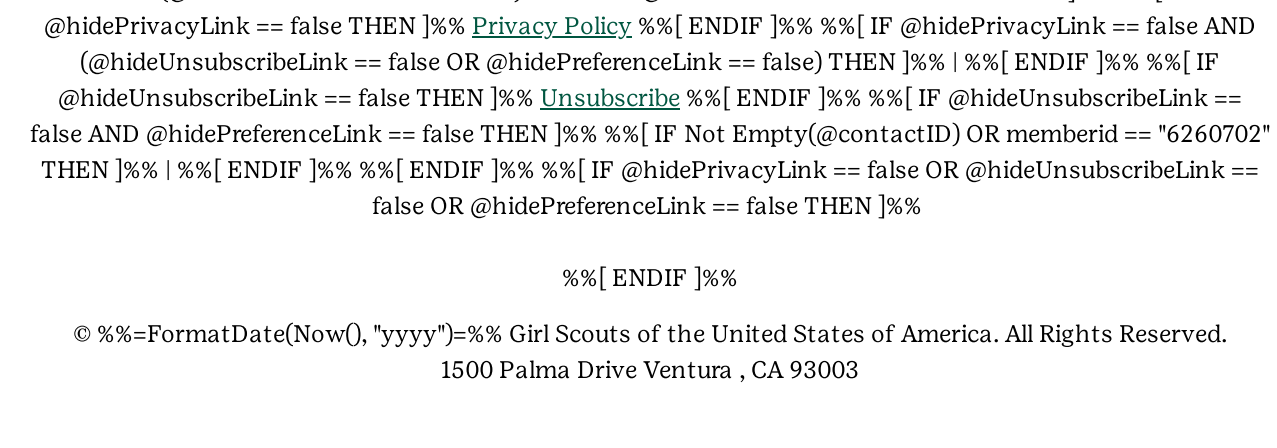 @hidePrivacyLink == false THEN ]%% Privacy Policy %%[ ENDIF ]%% %%[ IF @hidePrivacyLink == false AND
(@hideUnsubscribeLink == false OR @hidePreferenceLink == false) THEN ]%% | %%[ ENDIF ]%% %%[ IF
@hideUnsubscribeLink == false THEN ]%% Unsubscribe %%[ ENDIF ]%% %%[ IF @hideUnsubscribeLink ==
false AND @hidePreferenceLink == false THEN ]%% %%[ IF Not Empty(@contactID) OR memberid == "6260702"
THEN ]%% | %%[ ENDIF ]%% %%[ ENDIF ]%% %%[ IF @hidePrivacyLink == false OR @hideUnsubscribeLink ==
false OR @hidePreferenceLink == false THEN ]%%
%%[ ENDIF ]%%
© %%=FormatDate(Now(), "yyyy")=%% Girl Scouts of the United States of America. All Rights Reserved.
1500 Palma Drive Ventura , CA 93003